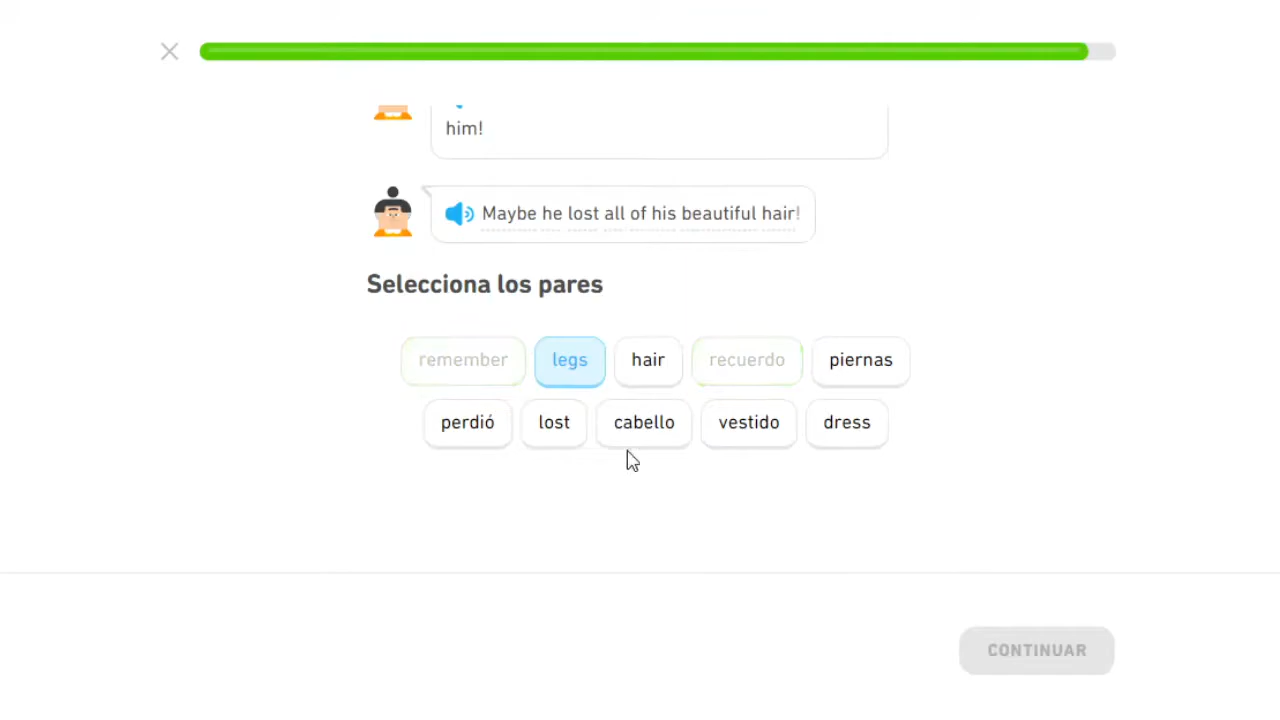 him!
Maybe he lost all of his beautiful hair!
Selecciona los pares
remember legs hair recuerdo piernas
perdió lost cabello vestido dress
CONTINUAR